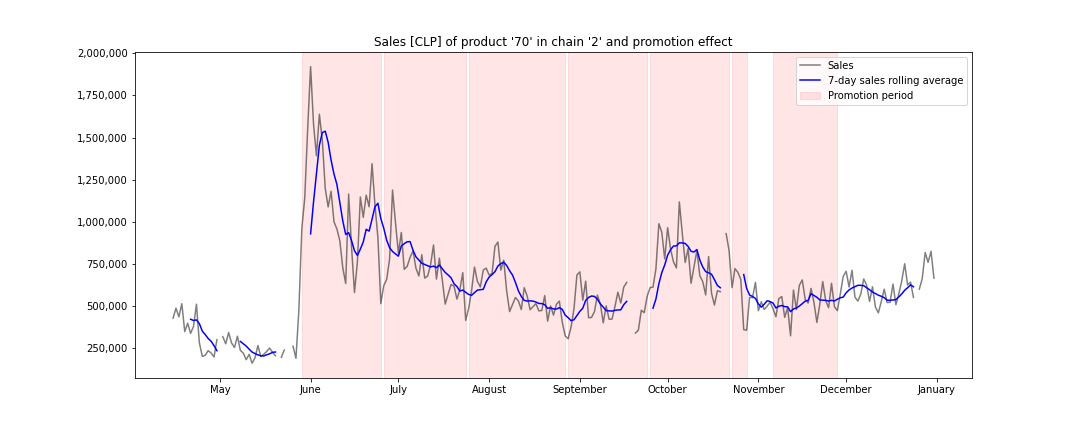 Sales [CLP] of product '70' in chain '2' and promotion effect
2,000,000
1,750,000
1,500,000
1,250,000
1,000,000
750,000
500,000
250,000
Sales
7-day sales rolling average
Promotion period
May
June
July
August
September
October
November
December
January